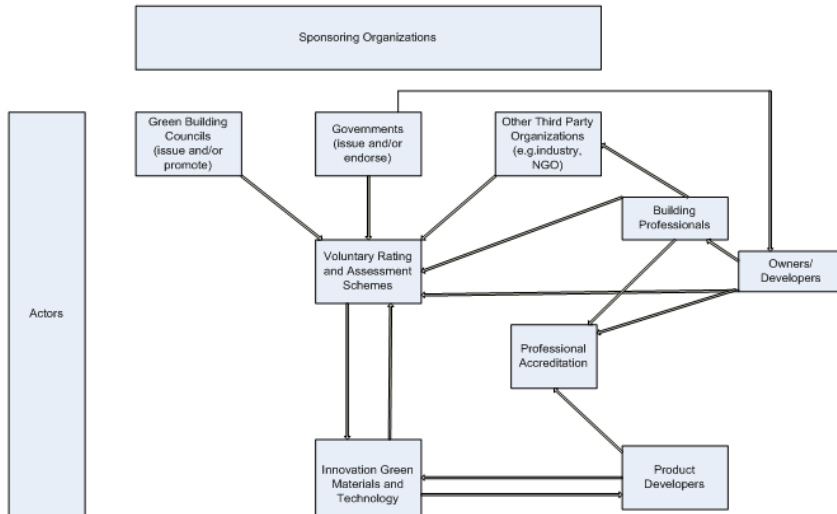 Sponsoring Organizations
Green Building
Councils
(issue and/or
promote)
Governments
(issue and/or
endorse)
Other Third Party
Organizations
(e.g.industry,
NGO)
Building
Professionals
Owners/
Developers
Voluntary Rating
and Assessment
Schemes
Actors
Professional
Accreditation
Innovation Green
Materials and
Technology
Product
Developers